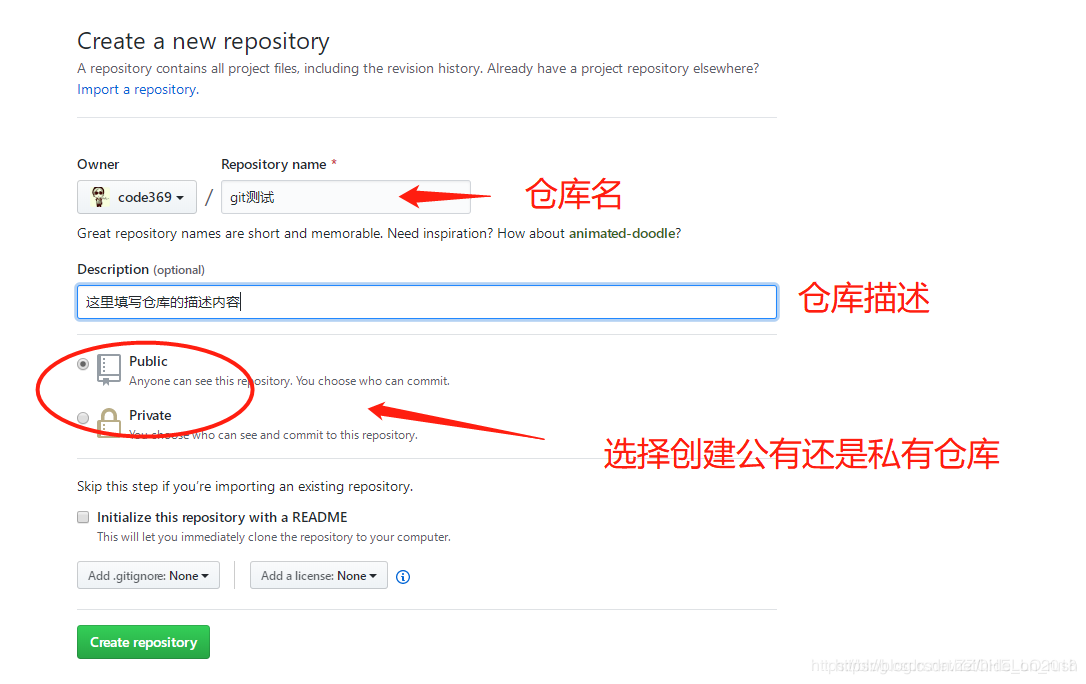 Create a new repository
A repository contains all project files, including the revision history. Already have a project repository elsewhere?
Import a repository.
Owner
Repository name *
code369 / git测试
仓库名
Great repository names are short and memorable. Need inspiration? How about animated-doodle?
Description (optional)
这里填写仓库的描述内容
仓库描述
Public
Anyone can see this repository. You choose who can commit.
Private
You choose who can see and commit to this repository.
选择创建公有还是私有仓库
Skip this step if you’re importing an existing repository.
Initialize this repository with a README
This will let you immediately clone the repository to your computer.
Add .gitignore: None
Add a license: None
Create repository